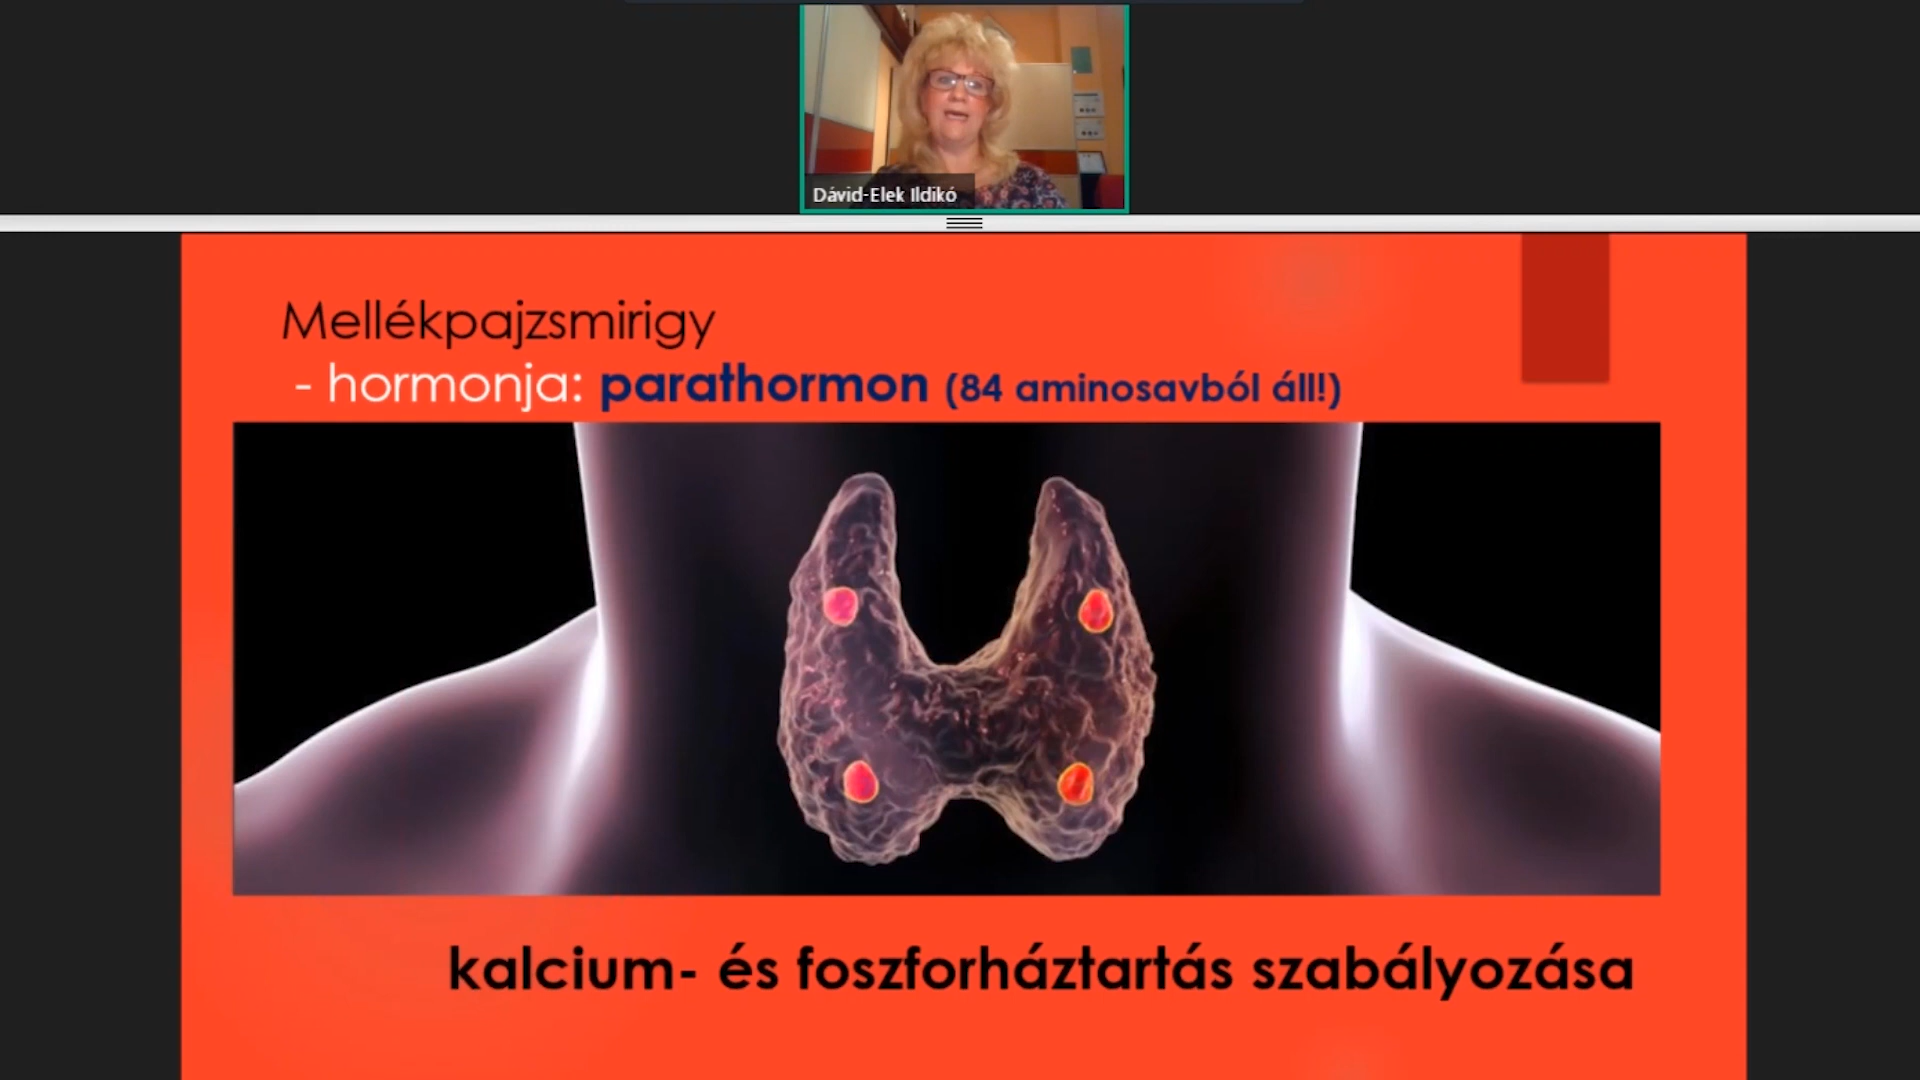 Dávid-Elek Ildikó
Mellékpajzsmirigy
- hormonja: parathormon (84 aminosavból áll!)
kalcium- és foszforháztartás szabályozása